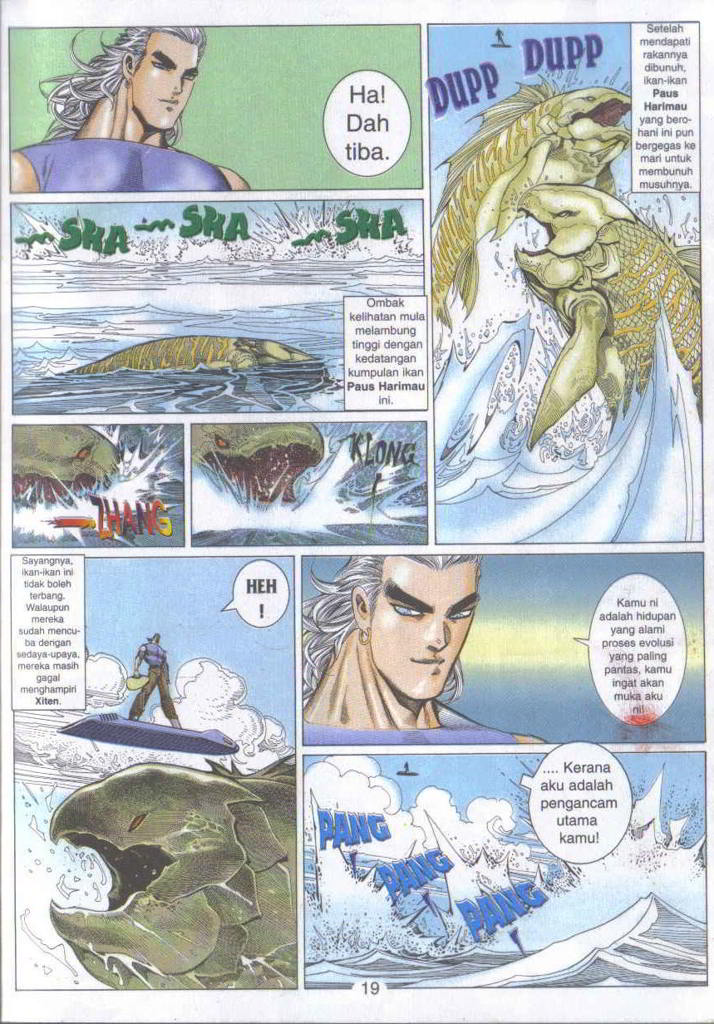 Ha!
Dah
tiba.
DUPP
DUPP
Setelah
mendapati
rakannya
dibunuh,
ikan-ikan
Paus
Harimau
yang bero-
hani ini pun
bergegas ke
mari untuk
membunuh
musuhnya.
SKA
SKA
SKA
Ombak
kelihatan mula
melambung
tinggi dengan
kedatangan
kumpulan ikan
Paus Harimau
ini.
ZHANG
KLONG
!
Sayangnya,
ikan-ikan ini
tidak boleh
terbang.
Walaupun
mereka
sudah mencu-
ba dengan
sedaya-upaya,
mereka masih
gagal
menghampiri
Xiten.
HEH
!
Kamu ni
adalah hidupan
yang alami
proses evolusi
yang paling
pantas, kamu
ingat akan
muka aku
ni!
.... Kerana
aku adalah
pengancam
utama
kamu!
PANG
PANG
PANG
19